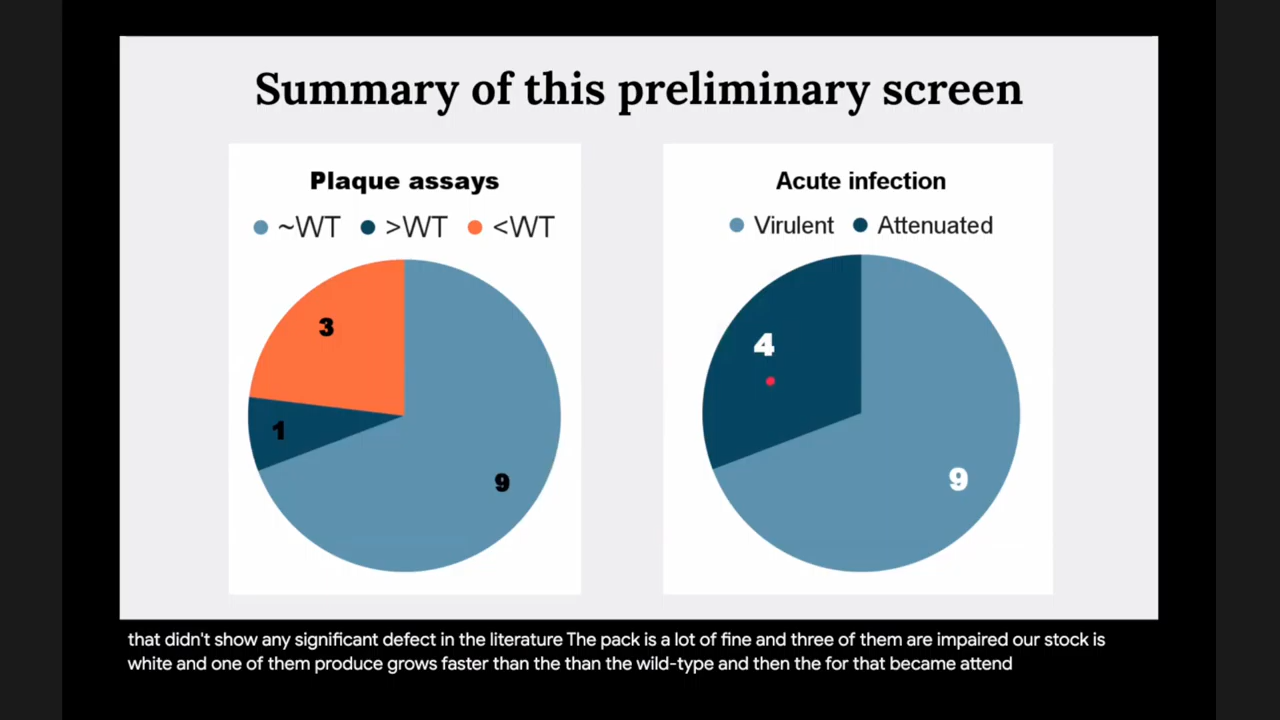 Summary of this preliminary screen
Plaque assays
~WT >WT <WT
3
1
9
Acute infection
Virulent Attenuated
4
9
that didn't show any significant defect in the literature The pack is a lot of fine and three of them are impaired our stock is
white and one of them produce grows faster than the than the wild-type and then the for that became attend